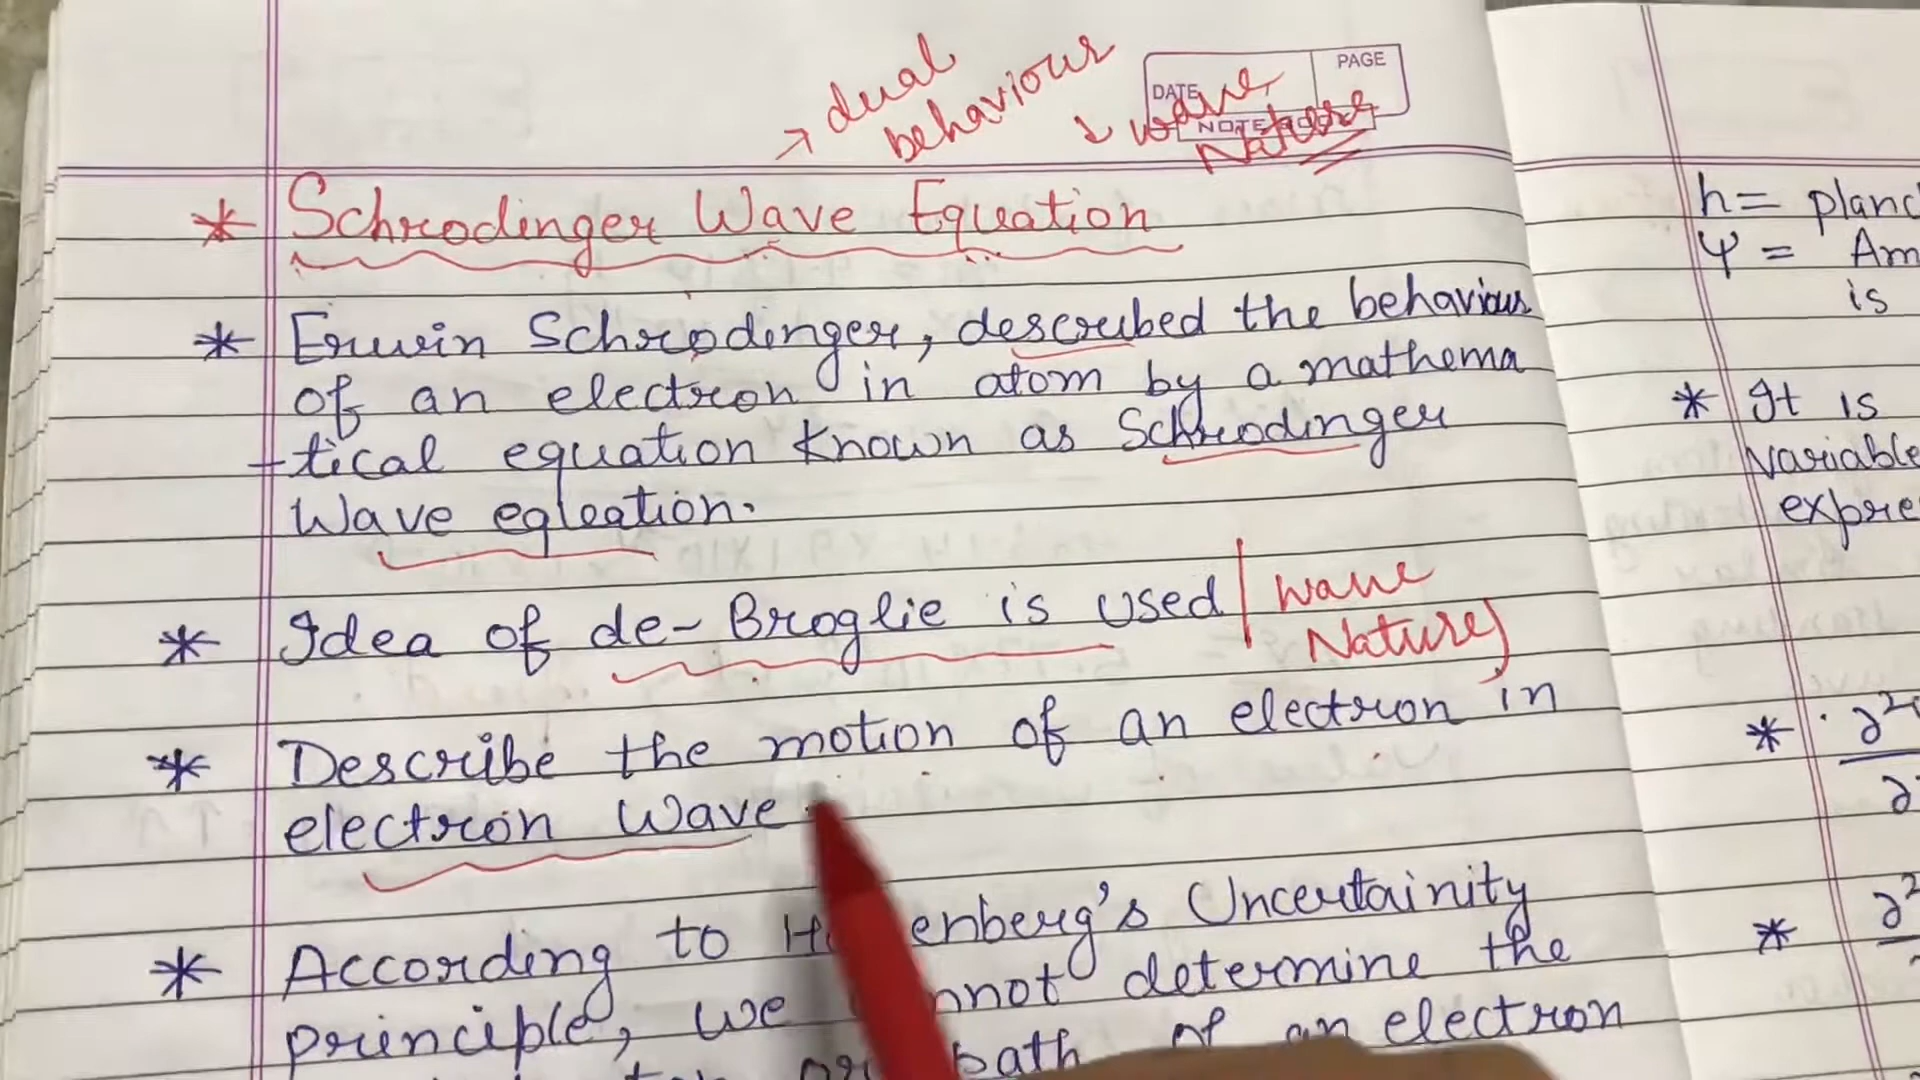 → dual
behaviour
↓ wave
Nature
DATE
PAGE
* Schrodinger Wave Equation
* Erwin Schrodinger, described the behaviour
of an electron in atom by a mathema
-tical equation known as Schrodinger
Wave eqleation.
* Idea of de-Broglie is used | wave
Nature)
* Describe the motion of an electron in
electron wave.
* According to H enberg's Uncertainity
principle, we nnot determine the
path of an electron
h = planc
Ψ = Am
is
* It is
variable
expre
* ∂²
∂
* ∂²